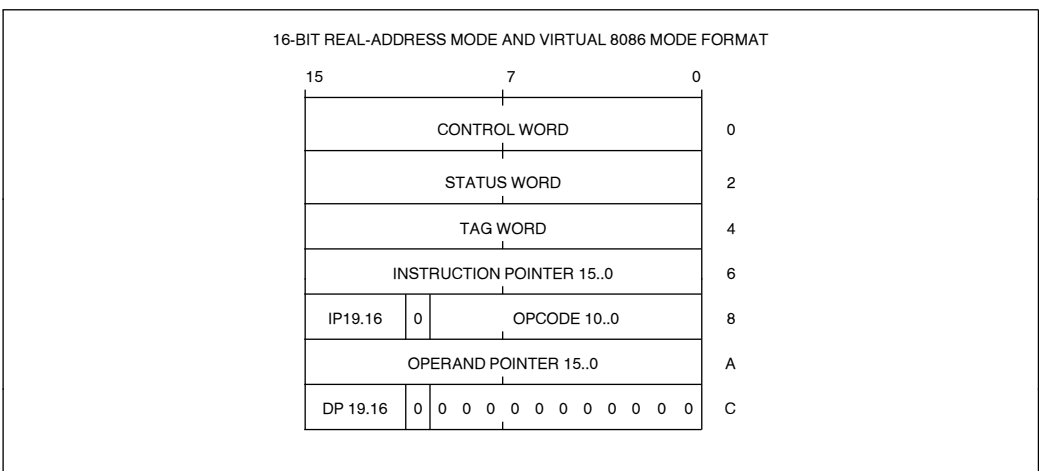 16-BIT REAL-ADDRESS MODE AND VIRTUAL 8086 MODE FORMAT
15 7 0
CONTROL WORD 0
STATUS WORD 2
TAG WORD 4
INSTRUCTION POINTER 15..0 6
IP19.16 0 OPCODE 10..0 8
OPERAND POINTER 15..0 A
DP 19.16 0 0 0 0 0 0 0 0 0 0 0 0 C